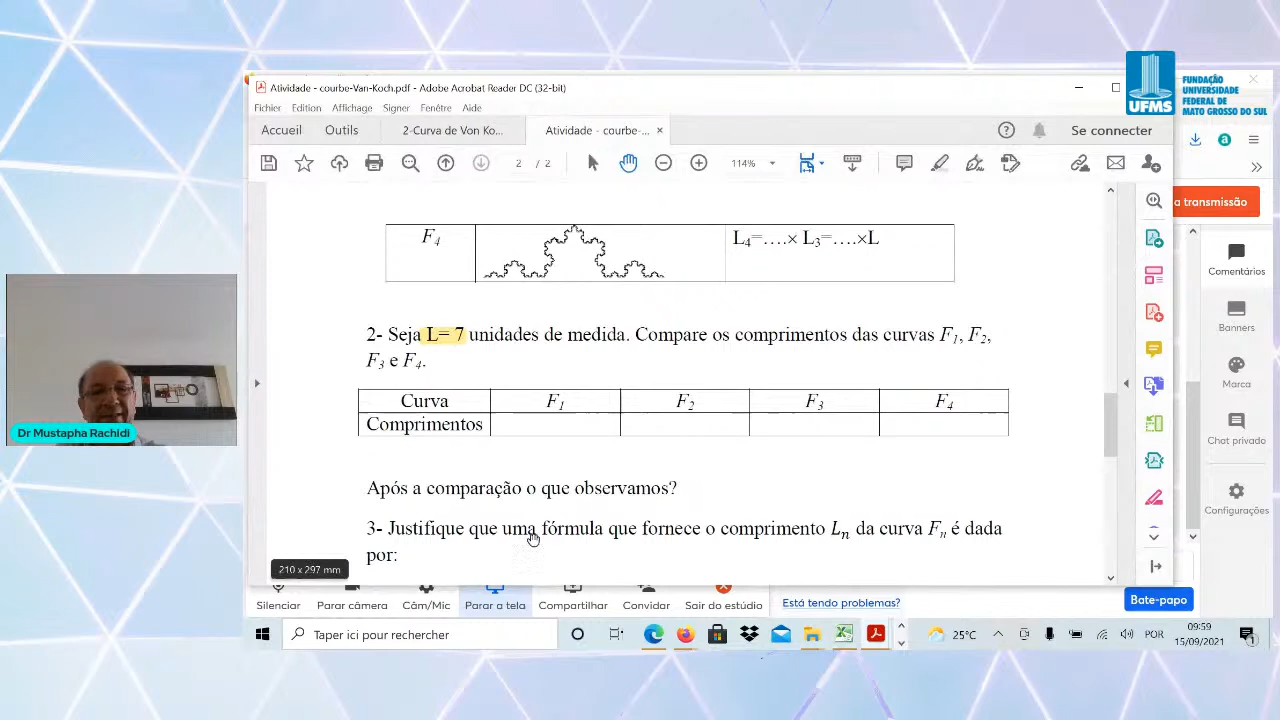 UFMS
FUNDAÇÃO
UNIVERSIDADE
FEDERAL DE
MATO GROSSO DO SUL
Atividade - courbe-Van-Koch.pdf - Adobe Acrobat Reader DC (32-bit)
Fichier Edition Affichage Signer Fenêtre Aide
Accueil Outils 2-Curva de Von Ko... Atividade - courbe-... × Se connecter
2 / 2 114%
a transmissão
F4 L4=….× L3=….×L
2- Seja L= 7 unidades de medida. Compare os comprimentos das curvas F1, F2,
F3 e F4.
Curva F1 F2 F3 F4
Comprimentos
Após a comparação o que observamos?
3- Justifique que uma fórmula que fornece o comprimento Ln da curva Fn é dada
por:
210 x 297 mm
Dr Mustapha Rachidi
Comentários
Banners
Marca
Chat privado
Configurações
Silenciar Parar câmera Câm/Mic Parar a tela Compartilhar Convidar Sair do estúdio
Está tendo problemas?
Bate-papo
Taper ici pour rechercher
25°C POR
09:59
15/09/2021